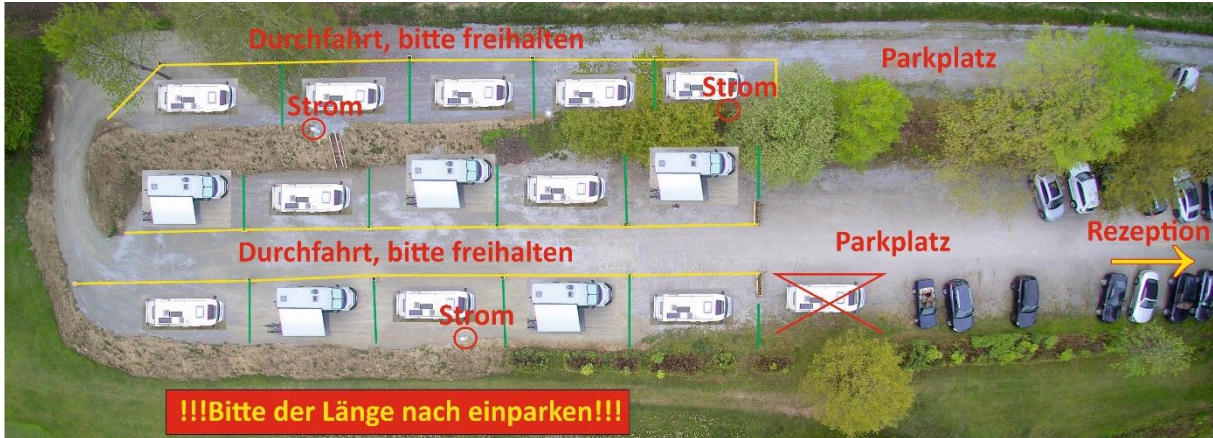 Durchfahrt, bitte freihalten
Parkplatz
Strom
Strom
Durchfahrt, bitte freihalten
Parkplatz
Rezeption
Strom
!!!Bitte der Länge nach einparken!!!